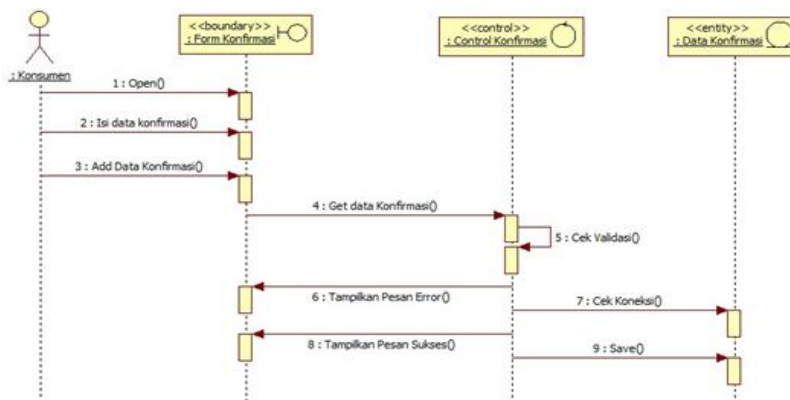 <<boundary>>
: Form Konfirmasi
<<control>>
: Control Konfirmasi
<<entity>>
: Data Konfirmasi
: Konsumen
1 : Open()
2 : Isi data konfirmasi()
3 : Add Data Konfirmasi()
4 : Get data Konfirmasi()
5 : Cek Validasi()
6 : Tampilkan Pesan Error()
7 : Cek Koneksi()
8 : Tampilkan Pesan Sukses()
9 : Save()